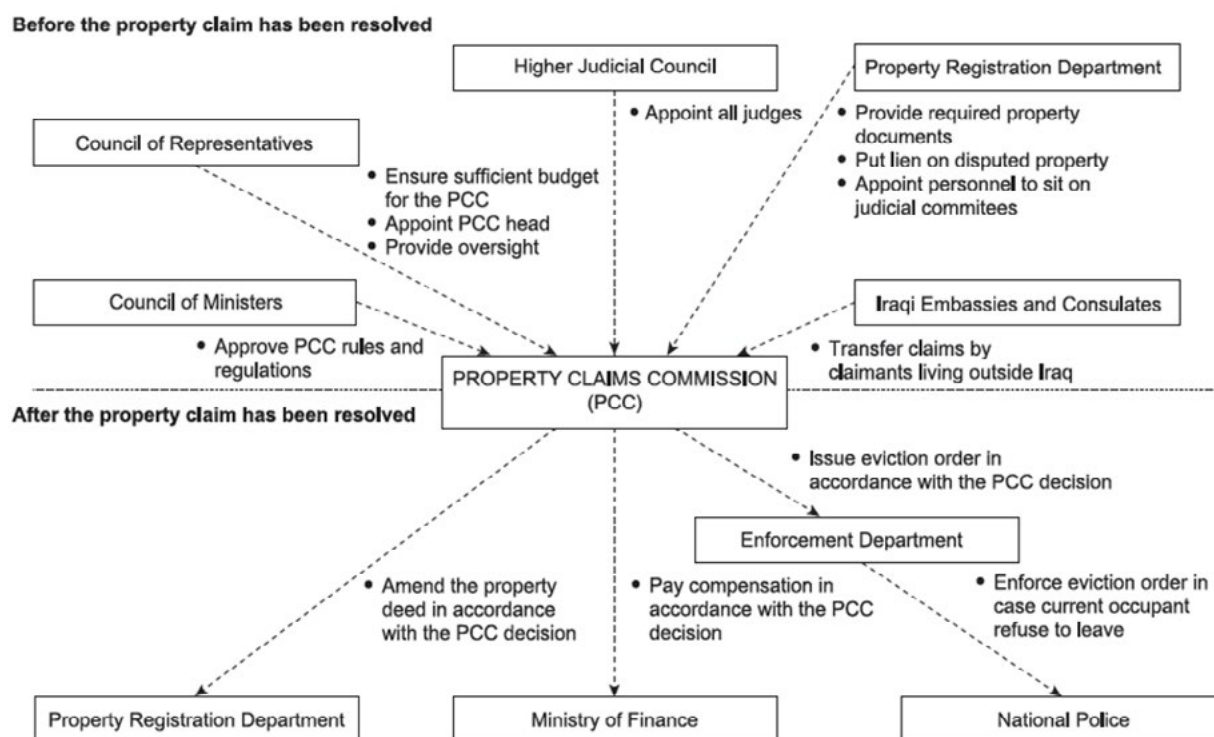 Before the property claim has been resolved
Higher Judicial Council
• Appoint all judges
Property Registration Department
• Provide required property
documents
• Put lien on disputed property
• Appoint personnel to sit on
judicial commitees
Council of Representatives
• Ensure sufficient budget
for the PCC
• Appoint PCC head
• Provide oversight
Council of Ministers
• Approve PCC rules and
regulations
Iraqi Embassies and Consulates
• Transfer claims by
claimants living outside Iraq
PROPERTY CLAIMS COMMISSION
(PCC)
After the property claim has been resolved
• Issue eviction order in
accordance with the PCC decision
Enforcement Department
• Amend the property
deed in accordance
with the PCC decision
• Pay compensation in
accordance with the PCC
decision
• Enforce eviction order in
case current occupant
refuse to leave
Property Registration Department
Ministry of Finance
National Police